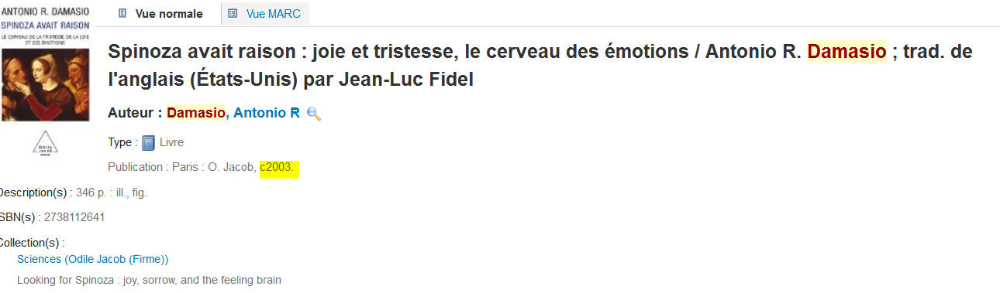 ANTONIO R. DAMASIO
SPINOZA AVAIT RAISON
LE CERVEAU DE LA TRISTESSE, DE LA JOIE
ET DES ÉMOTIONS
Odile
Jacob
Vue normale
Vue MARC
Spinoza avait raison : joie et tristesse, le cerveau des émotions / Antonio R. Damasio ; trad. de
l'anglais (États-Unis) par Jean-Luc Fidel
Auteur : Damasio, Antonio R
Type : Livre
Publication : Paris : O. Jacob, c2003.
Description(s) : 346 p. : ill., fig.
ISBN(s) : 2738112641
Collection(s) :
Sciences (Odile Jacob (Firme))
Looking for Spinoza : joy, sorrow, and the feeling brain